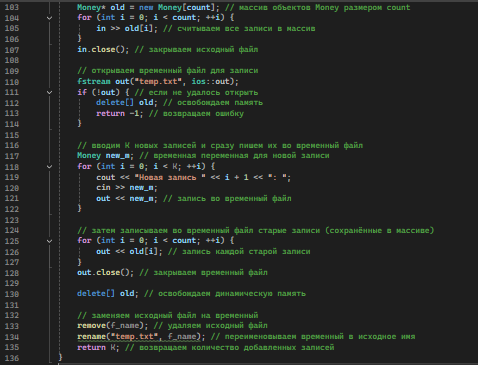 103 Money* old = new Money[count]; // массив объектов Money размером count
104 for (int i = 0; i < count; ++i) {
105 in >> old[i]; // считываем все записи в массив
106 }
107 in.close(); // закрываем исходный файл
108
109 // открываем временный файл для записи
110 fstream out("temp.txt", ios::out);
111 if (!out) { // если не удалось открыть
112 delete[] old; // освобождаем память
113 return -1; // возвращаем ошибку
114 }
115
116 // вводим К новых записей и сразу пишем их во временный файл
117 Money new_m; // временная переменная для новой записи
118 for (int i = 0; i < K; ++i) {
119 cout << "Новая запись " << i + 1 << ": ";
120 cin >> new_m;
121 out << new_m; // запись во временный файл
122 }
123
124 // затем записываем во временный файл старые записи (сохранённые в массиве)
125 for (int i = 0; i < count; ++i) {
126 out << old[i]; // запись каждой старой записи
127 }
128 out.close(); // закрываем временный файл
129
130 delete[] old; // освобождаем динамическую память
131
132 // заменяем исходный файл на временный
133 remove(f_name); // удаляем исходный файл
134 rename("temp.txt", f_name); // переименовываем временный в исходное имя
135 return K; // возвращаем количество добавленных записей
136 }